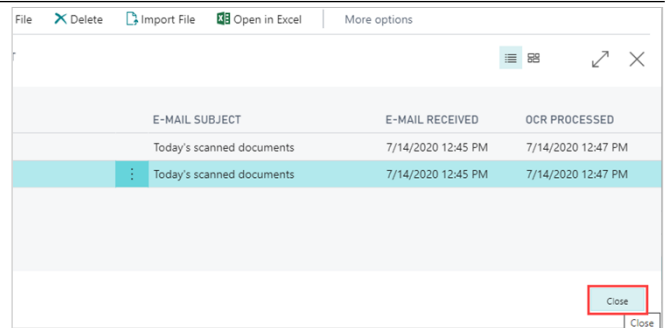 File Delete Import File Open in Excel More options
E-MAIL SUBJECT E-MAIL RECEIVED OCR PROCESSED
Today's scanned documents 7/14/2020 12:45 PM 7/14/2020 12:47 PM
Today's scanned documents 7/14/2020 12:45 PM 7/14/2020 12:47 PM
Close
Close